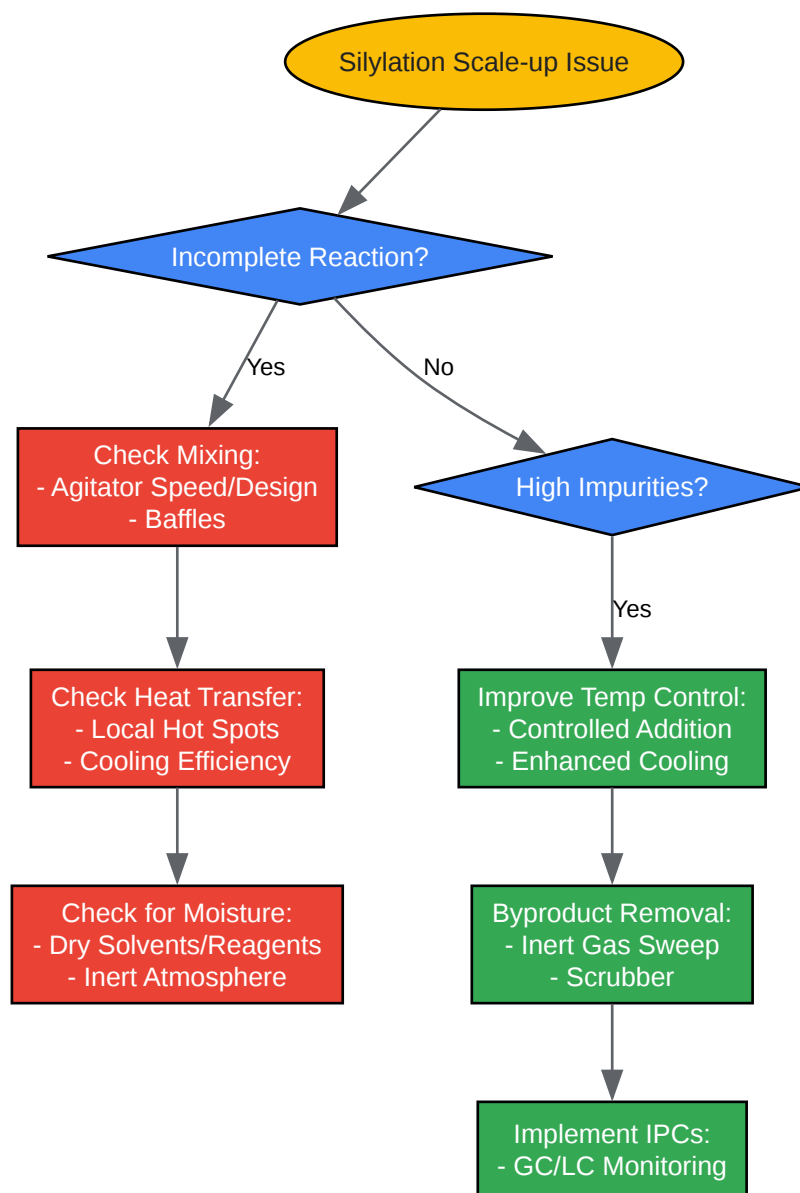 Silylation Scale-up Issue
Incomplete Reaction?
Yes
No
Check Mixing:
- Agitator Speed/Design
- Baffles
High Impurities?
Yes
Check Heat Transfer:
- Local Hot Spots
- Cooling Efficiency
Improve Temp Control:
- Controlled Addition
- Enhanced Cooling
Check for Moisture:
- Dry Solvents/Reagents
- Inert Atmosphere
Byproduct Removal:
- Inert Gas Sweep
- Scrubber
Implement IPCs:
- GC/LC Monitoring